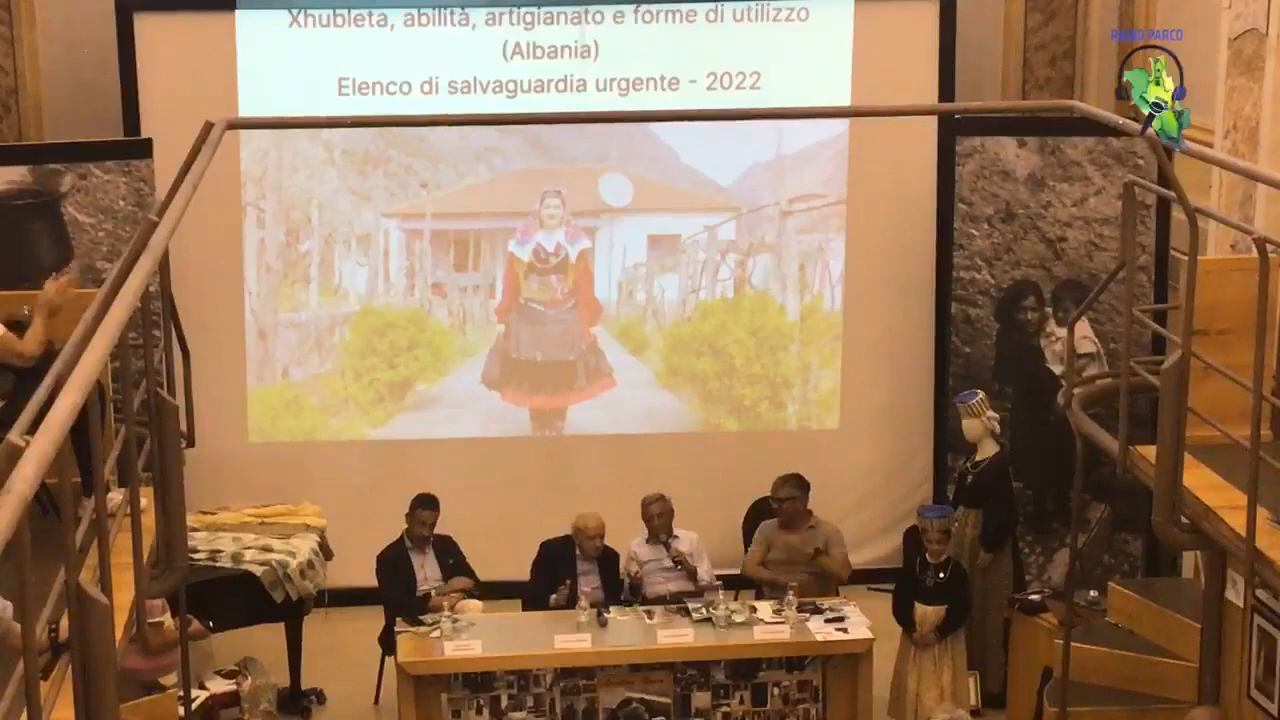 Xhubleta, abilità, artigianato e forme di utilizzo
(Albania)
Elenco di salvaguardia urgente - 2022
RADIO PARCO